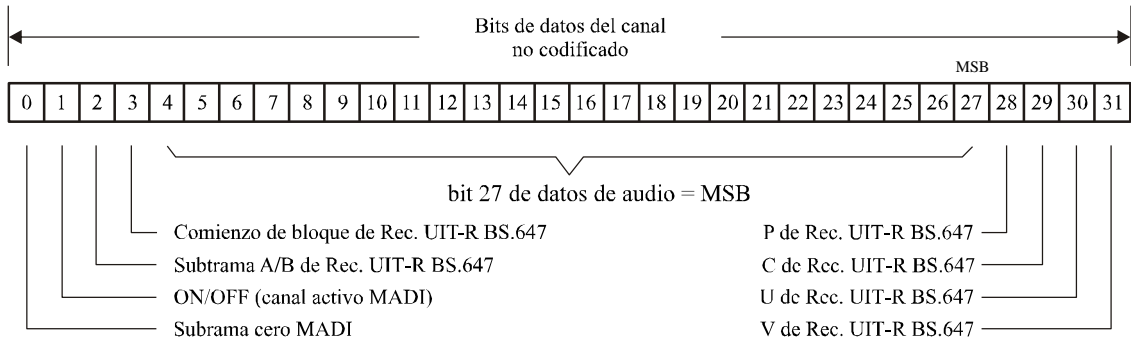 Bits de datos del canal
no codificado
MSB
0 1 2 3 4 5 6 7 8 9 10 11 12 13 14 15 16 17 18 19 20 21 22 23 24 25 26 27 28 29 30 31
bit 27 de datos de audio = MSB
Comienzo de bloque de Rec. UIT-R BS.647
Subtrama A/B de Rec. UIT-R BS.647
ON/OFF (canal activo MADI)
Subrama cero MADI
P de Rec. UIT-R BS.647
C de Rec. UIT-R BS.647
U de Rec. UIT-R BS.647
V de Rec. UIT-R BS.647